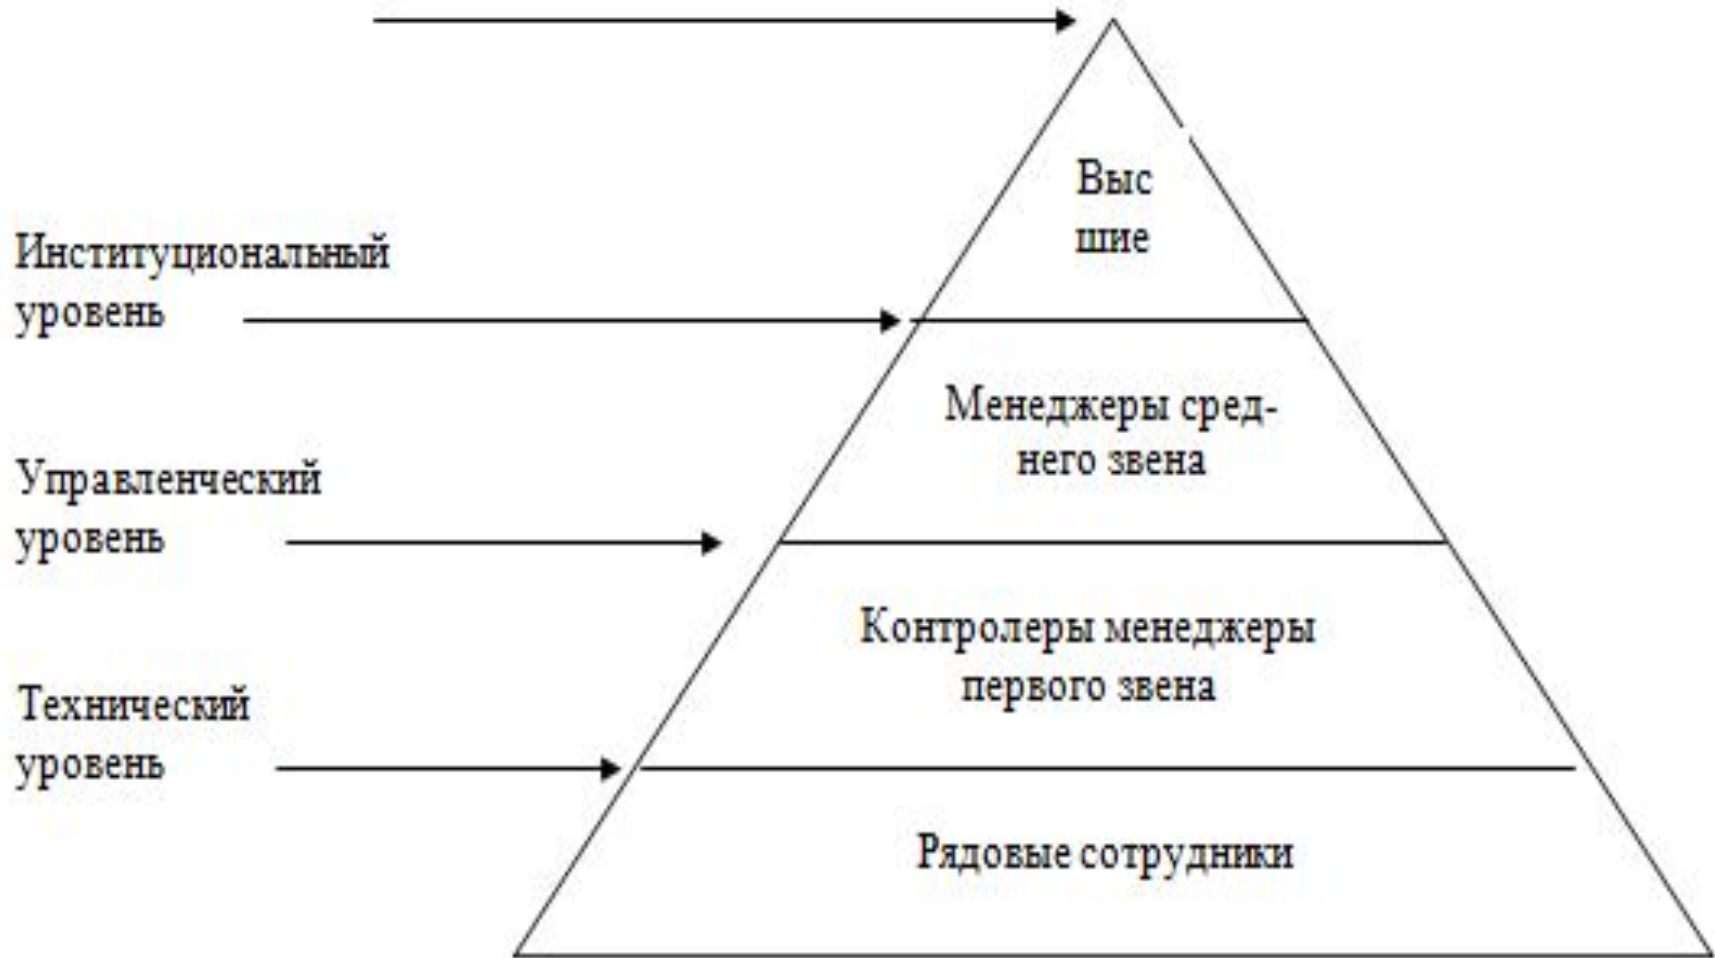 Выс
шие
Институциональный
уровень
Менеджеры сред-
него звена
Управленческий
уровень
Контролеры менеджеры
первого звена
Технический
уровень
Рядовые сотрудники